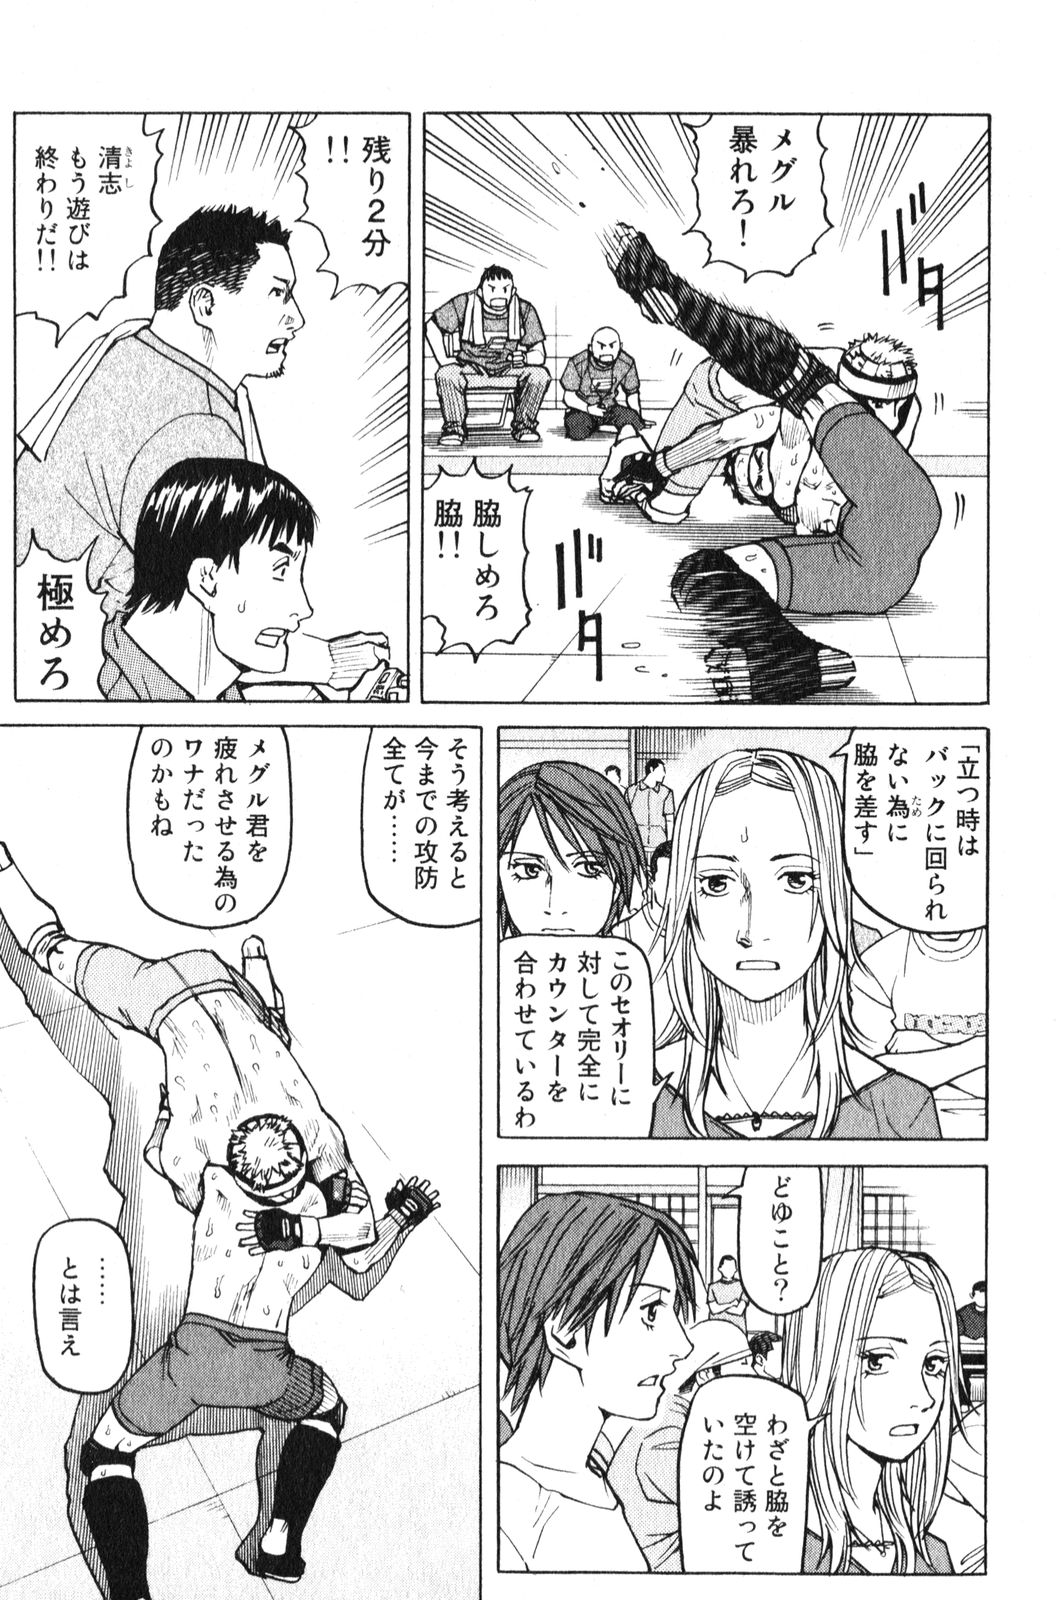 メグル
暴れろ!
バタ
脇しめろ
脇!!
バタ
残り2分
!!
清志
きよし
もう遊びは
終わりだ!!
極めろ
「立つ時は
バックに回られ
ない為に
ため
脇を差す」
このセオリーに
対して完全に
カウンターを
合わせているわ
どゆこと?
わざと脇を
空けて誘って
いたのよ
そう考えると
今までの攻防
全てが……
メグル君を
疲れさせる為の
ワナだった
のかもね
……
とは言え